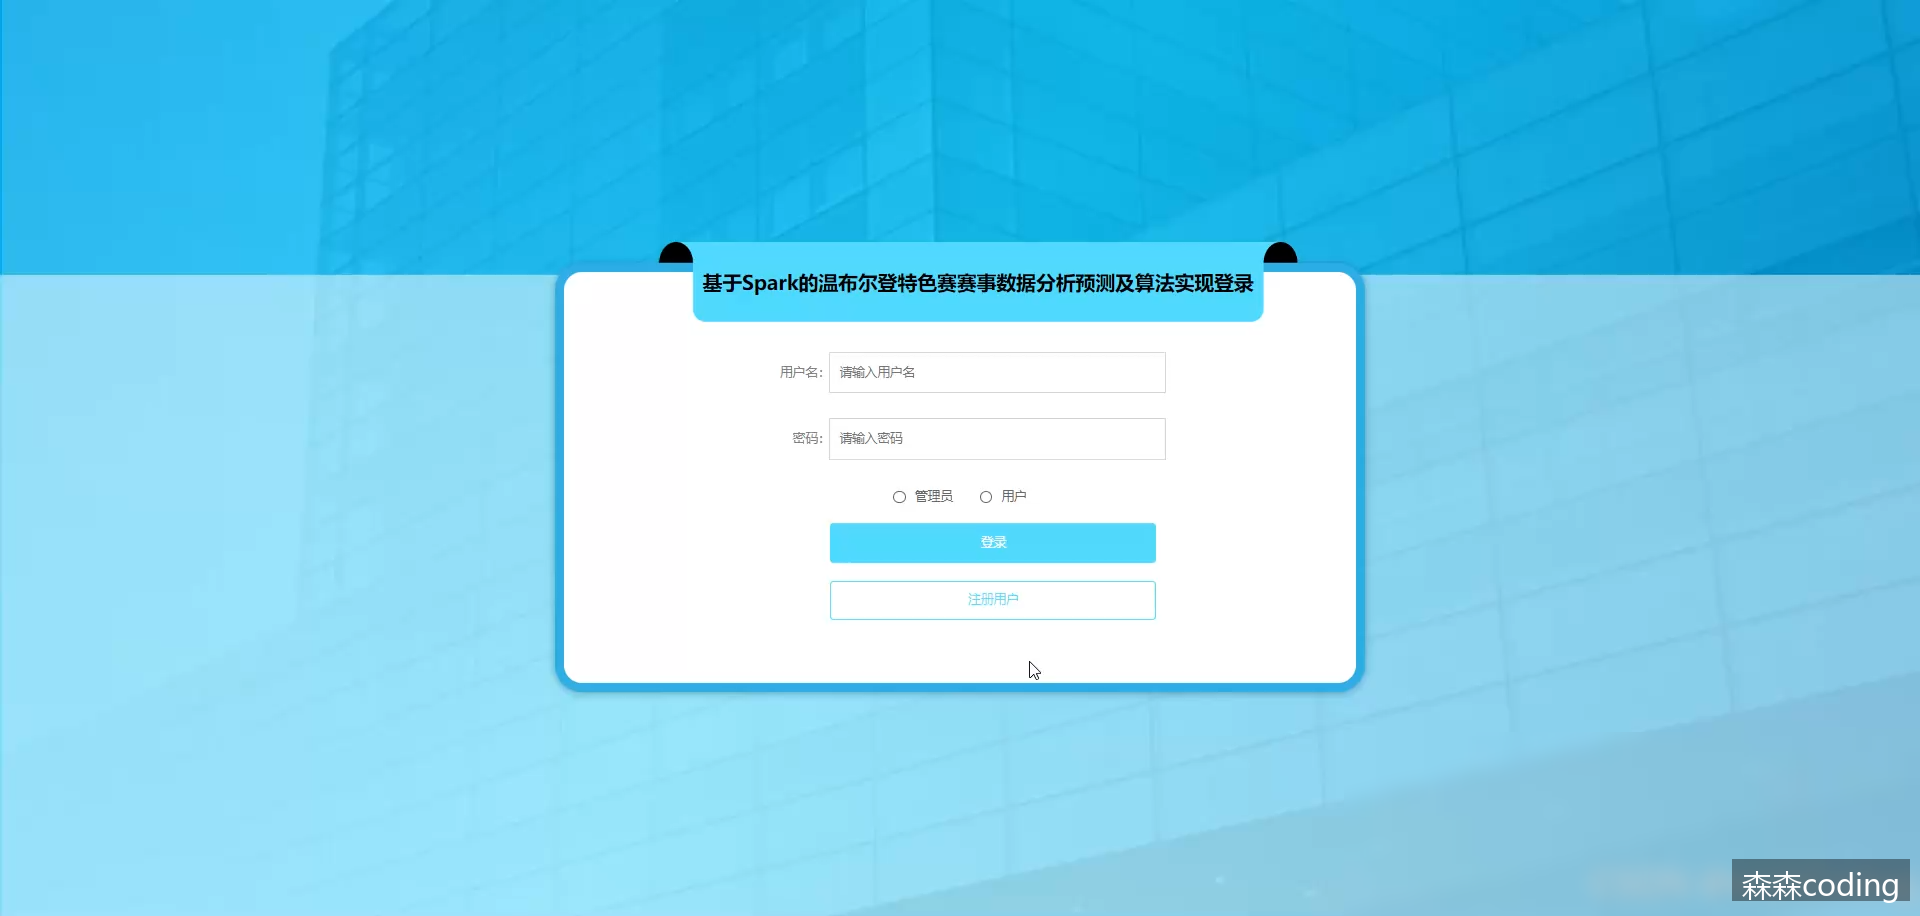 基于Spark的温布尔登特色赛赛事数据分析预测及算法实现登录
用户名: 请输入用户名
密码: 请输入密码
管理员 用户
登录
注册用户
森森coding